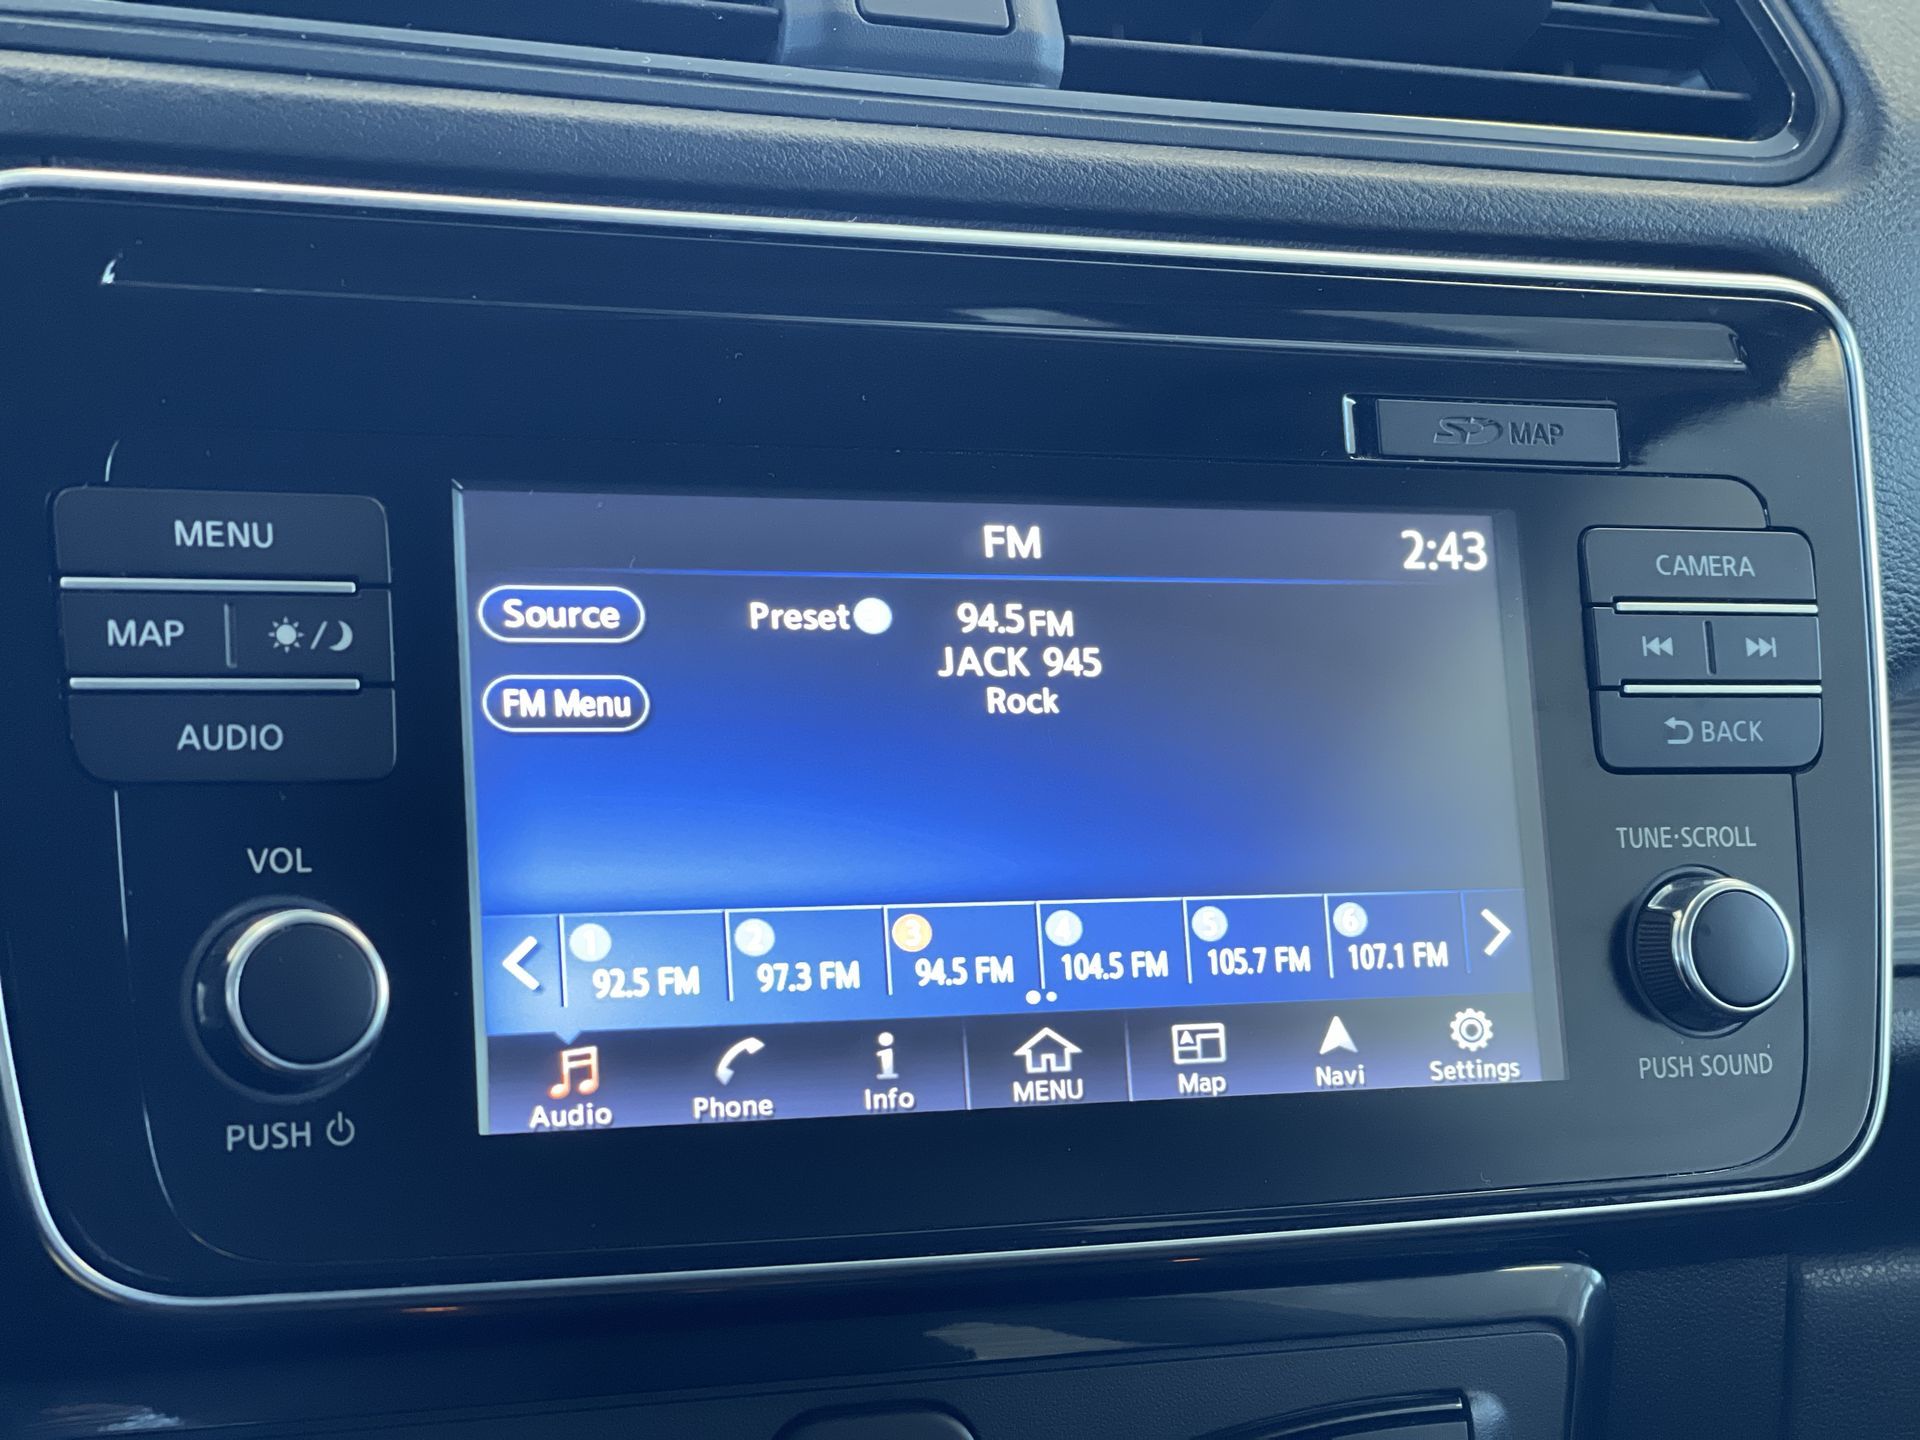 SD MAP
MENU
MAP
AUDIO
VOL
PUSH
FM
2:43
Source
Preset
94.5 FM
JACK 945
FM Menu
Rock
1
92.5 FM
2
97.3 FM
3
94.5 FM
4
104.5 FM
5
105.7 FM
6
107.1 FM
Audio
Phone
Info
MENU
Map
Navi
Settings
CAMERA
BACK
TUNE·SCROLL
PUSH SOUND